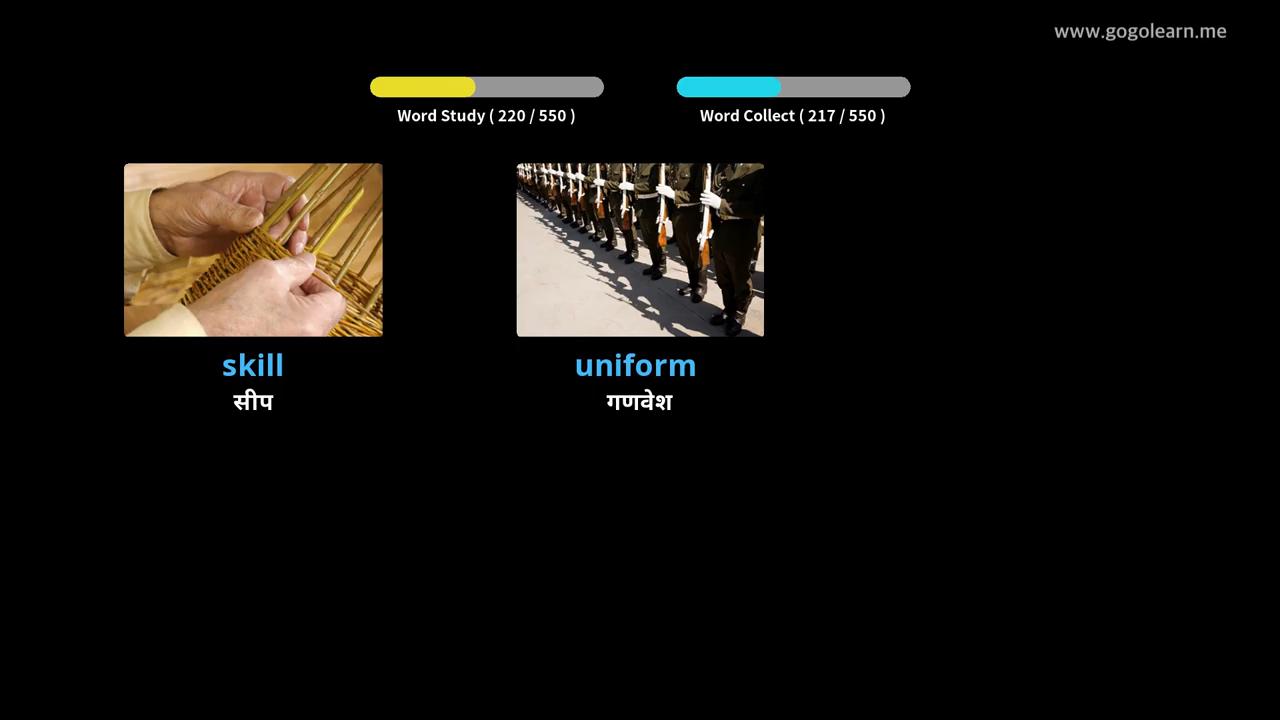 www.gogolearn.me
Word Study ( 220 / 550 )
Word Collect ( 217 / 550 )
skill
सीप
uniform
गणवेश